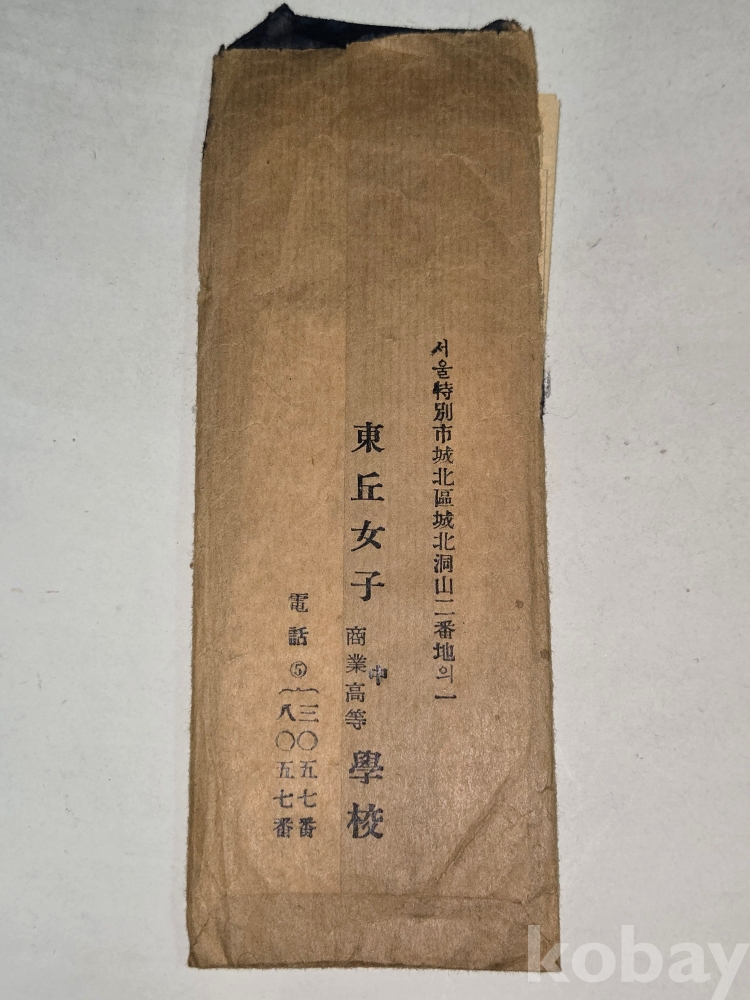 서울特別市城北區城北洞山二番地의一
東丘女子
中
商業高等
學校
電話⑤
三〇五七番
八〇五七番
kobay